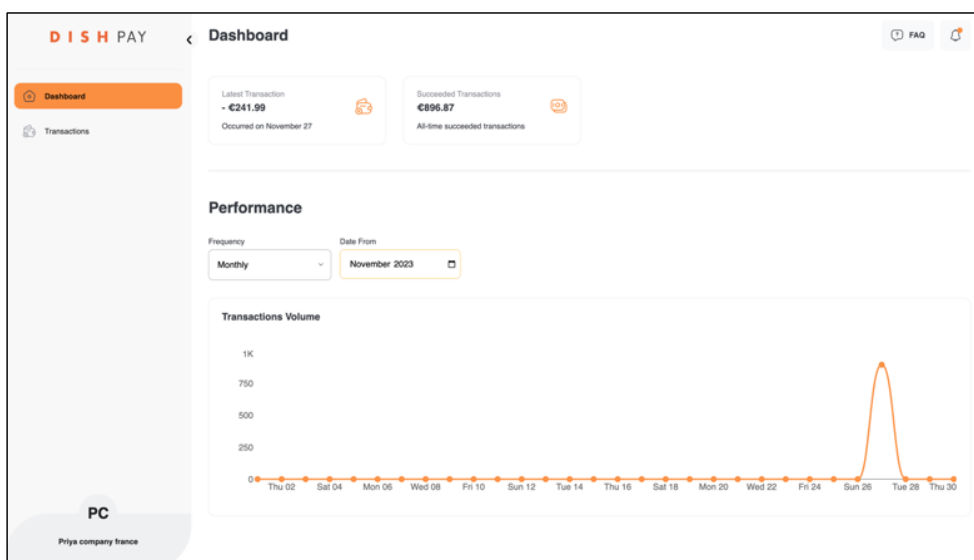 DISH PAY
Dashboard
FAQ
Dashboard
Transactions
Latest Transaction
- €241.99
Occurred on November 27
Succeeded Transactions
€896.87
All-time succeeded transactions
Performance
Frequency
Date From
Monthly
November 2023
Transactions Volume
1K
750
500
250
0
Thu 02 Sat 04 Mon 06 Wed 08 Fri 10 Sun 12 Tue 14 Thu 16 Sat 18 Mon 20 Wed 22 Fri 24 Sun 26 Tue 28 Thu 30
PC
Priya company france